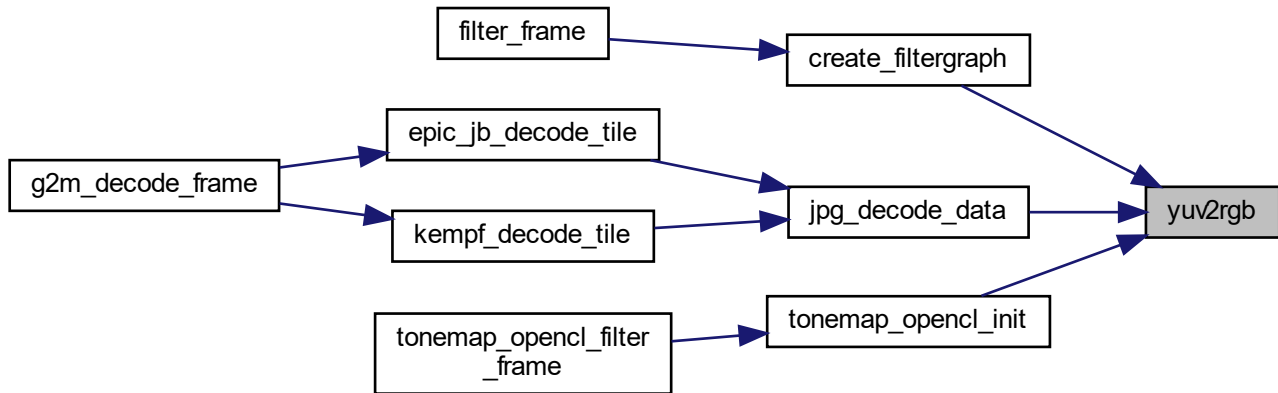 filter_frame
create_filtergraph
epic_jb_decode_tile
g2m_decode_frame
jpg_decode_data
yuv2rgb
kempf_decode_tile
tonemap_opencl_init
tonemap_opencl_filter
_frame